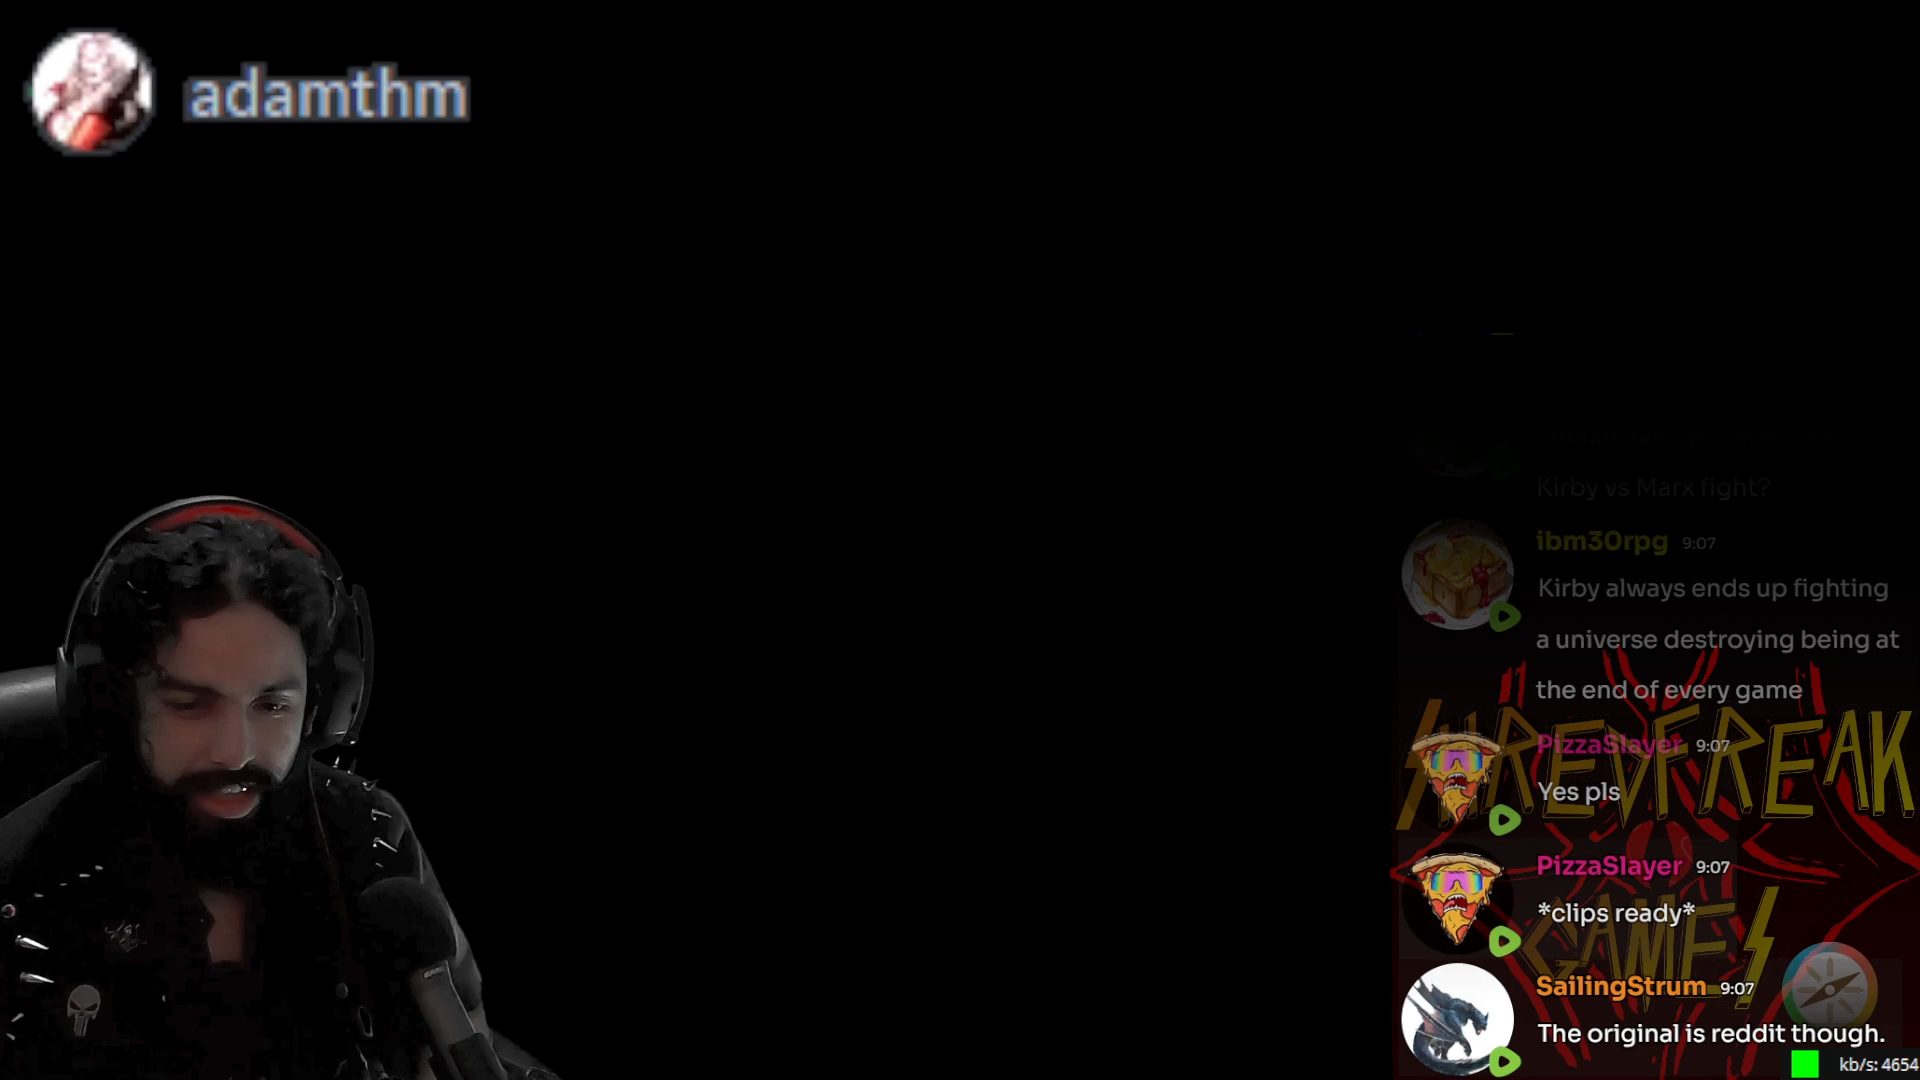 adamthm
Kirby vs Marx fight?
ibm30rpg 9:07
Kirby always ends up fighting
a universe destroying being at
the end of every game
PizzaSlayer 9:07
Yes pls
SHREDFREAK
PizzaSlayer 9:07
*clips ready*
GAMES
SailingStrum 9:07
The original is reddit though.
kb/s: 4654